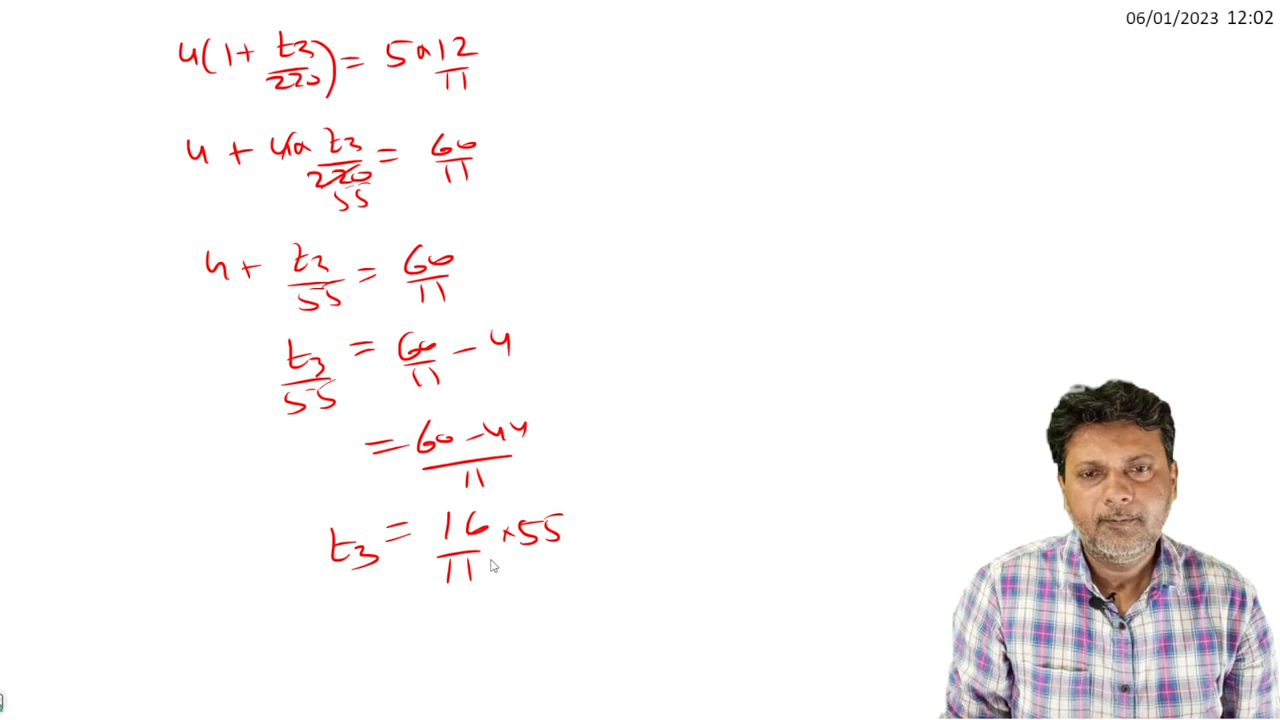 06/01/2023 12:02
4(1+ t3/220) = 5×12/11
4 + 4× t3/220 = 60/11
55
4+ t3/55 = 60/11
t3/55 = 60/11 - 4
= 60-44/11
t3 = 16/11 ×55